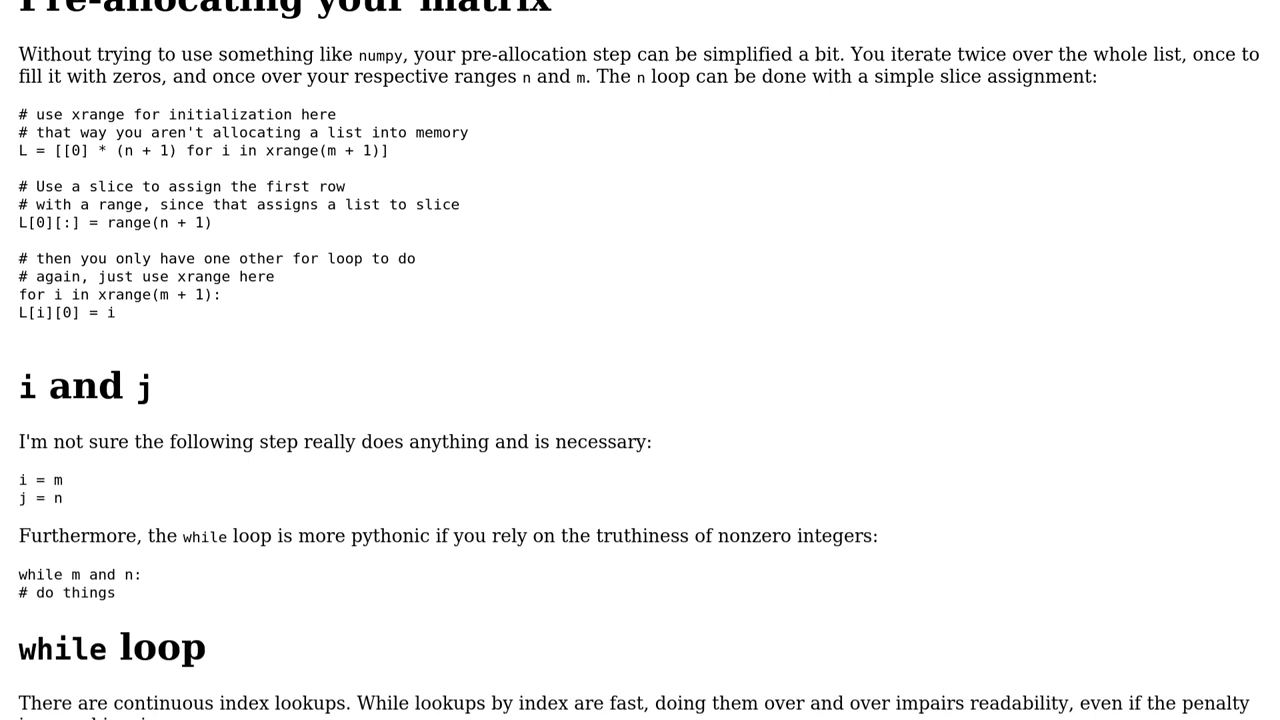 Pre-allocating your matrix
Without trying to use something like numpy, your pre-allocation step can be simplified a bit. You iterate twice over the whole list, once to
fill it with zeros, and once over your respective ranges n and m. The n loop can be done with a simple slice assignment:
# use xrange for initialization here
# that way you aren't allocating a list into memory
L = [[0] * (n + 1) for i in xrange(m + 1)]
# Use a slice to assign the first row
# with a range, since that assigns a list to slice
L[0][:] = range(n + 1)
# then you only have one other for loop to do
# again, just use xrange here
for i in xrange(m + 1):
L[i][0] = i
i and j
I'm not sure the following step really does anything and is necessary:
i = m
j = n
Furthermore, the while loop is more pythonic if you rely on the truthiness of nonzero integers:
while m and n:
# do things
while loop
There are continuous index lookups. While lookups by index are fast, doing them over and over impairs readability, even if the penalty